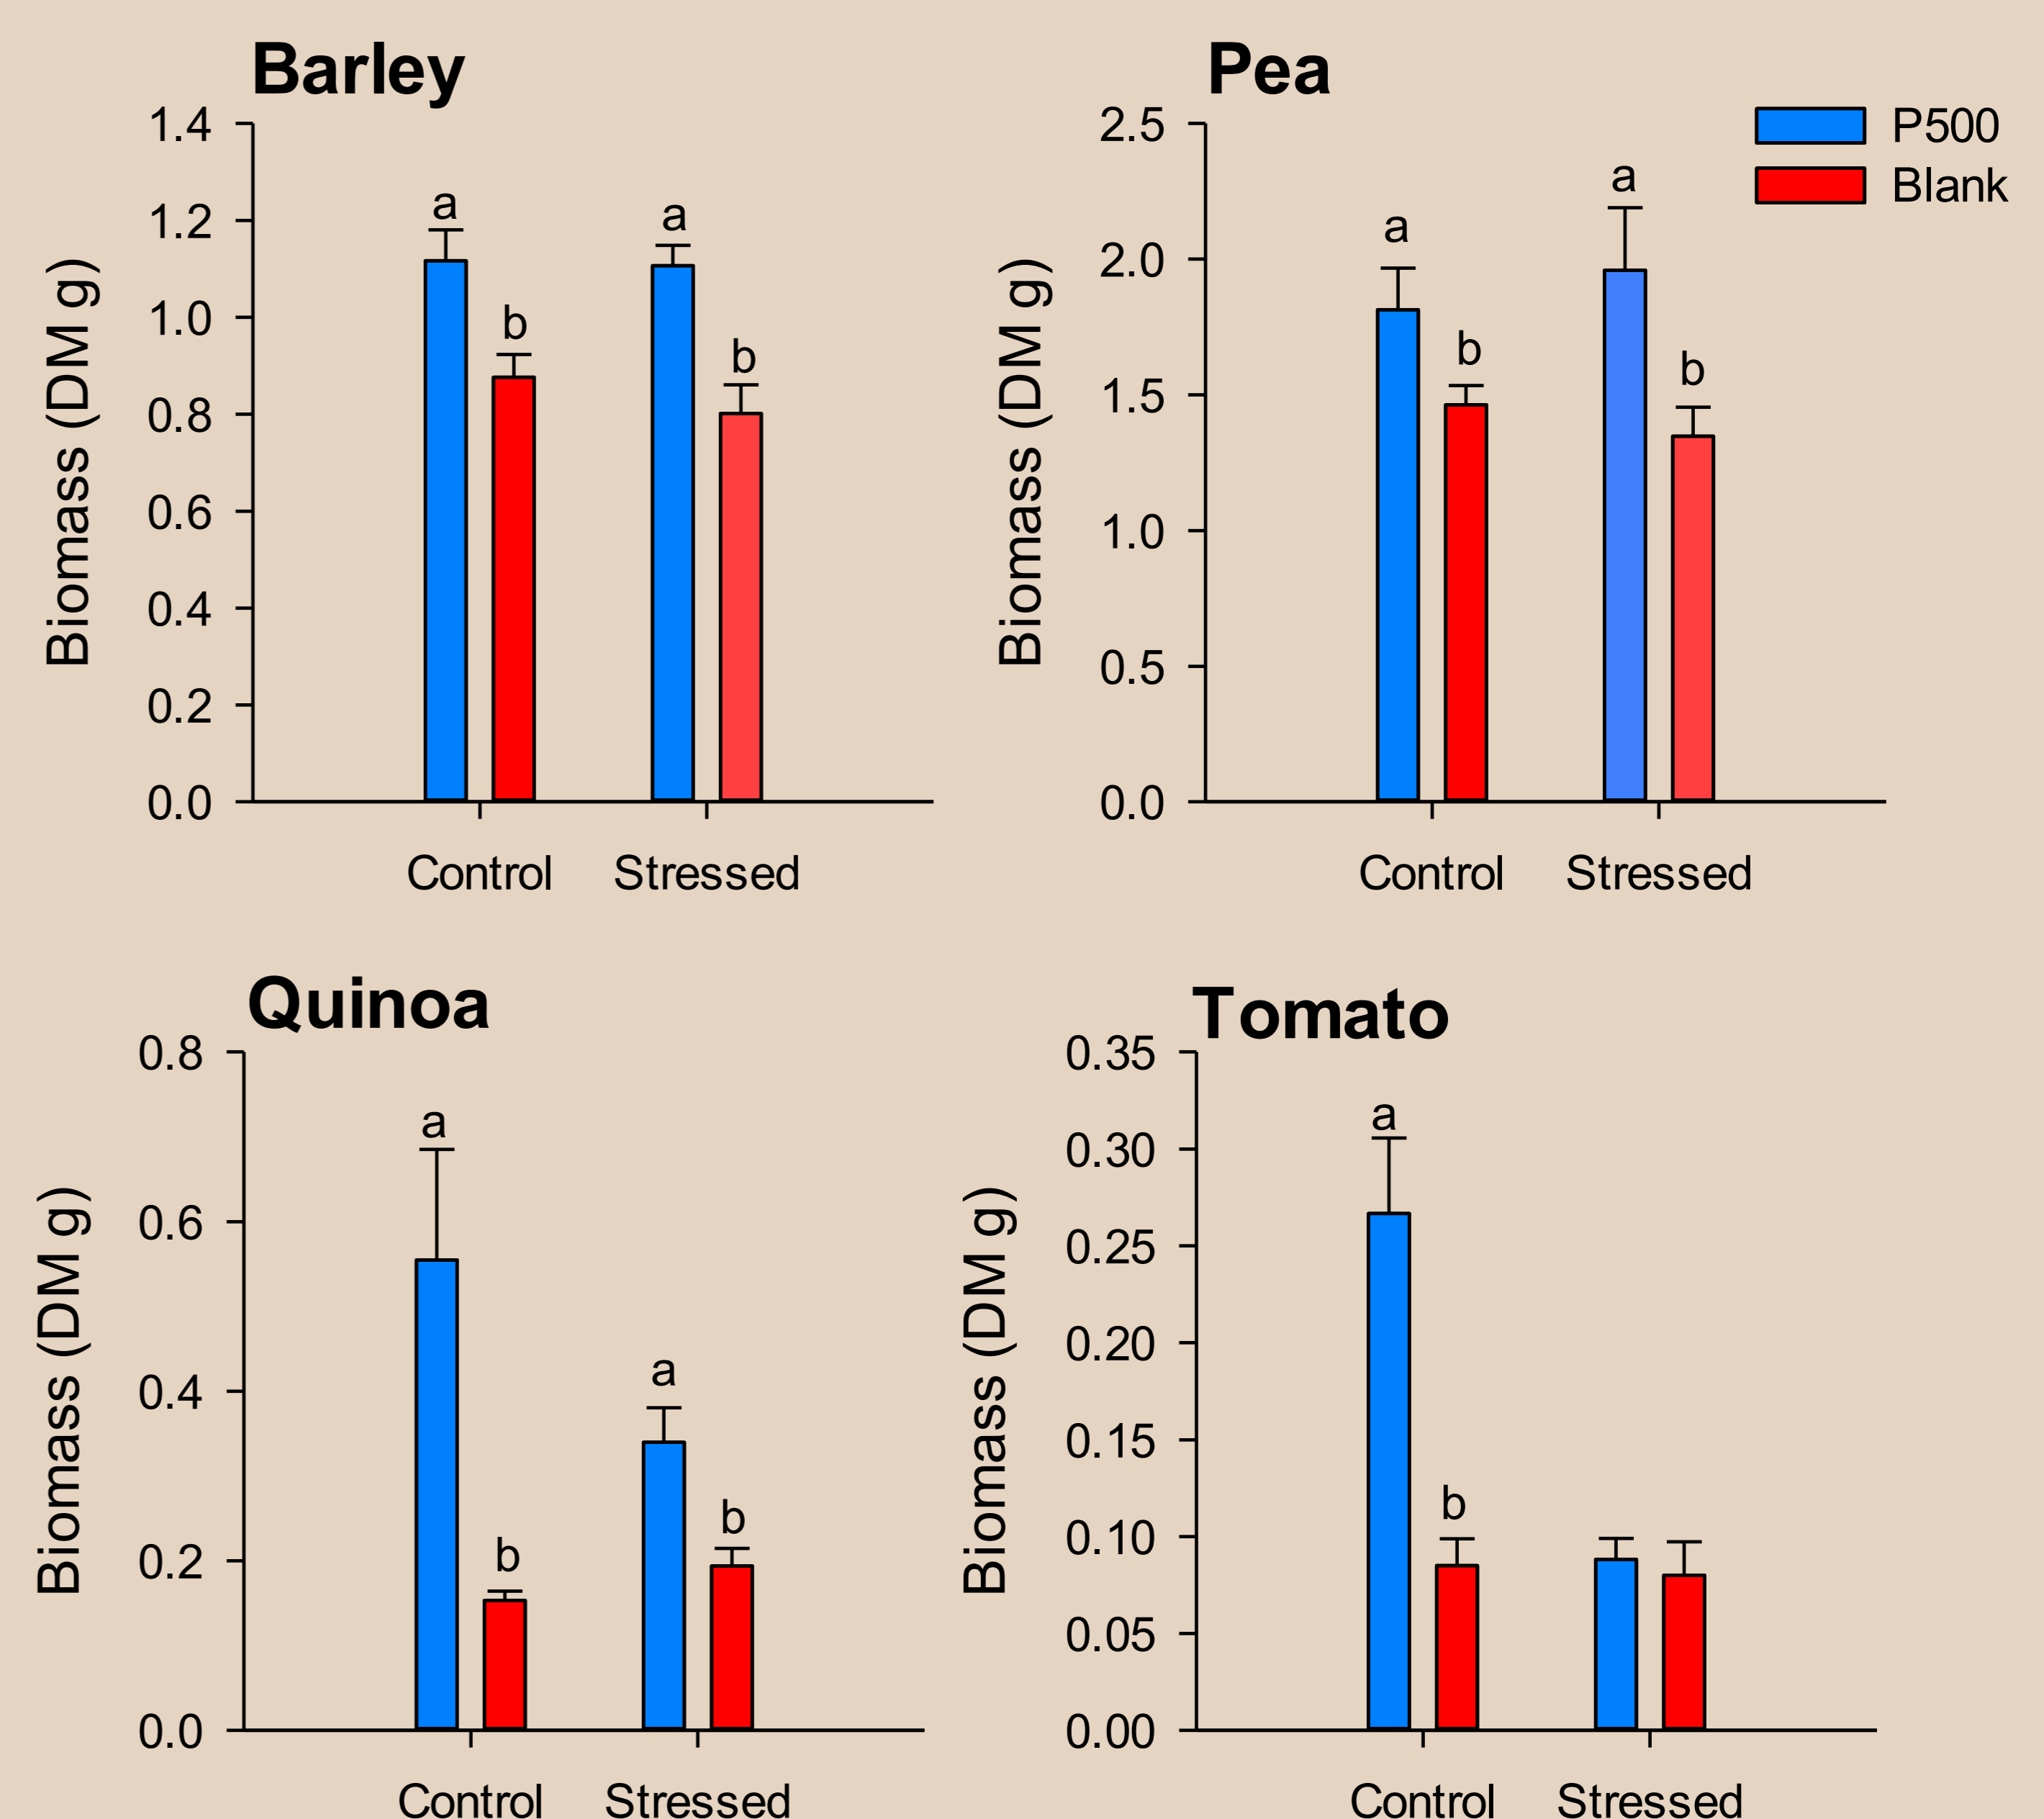 Barley
Pea
P500
Blank
Biomass (DM g)
1.4
1.2
1.0
0.8
0.6
0.4
0.2
0.0
a
b
a
b
Control
Stressed
Biomass (DM g)
2.5
2.0
1.5
1.0
0.5
0.0
a
b
a
b
Control
Stressed
Quinoa
Biomass (DM g)
0.8
0.6
0.4
0.2
0.0
a
b
a
b
Control
Stressed
Tomato
Biomass (DM g)
0.35
0.30
0.25
0.20
0.15
0.10
0.05
0.00
a
b
Control
Stressed